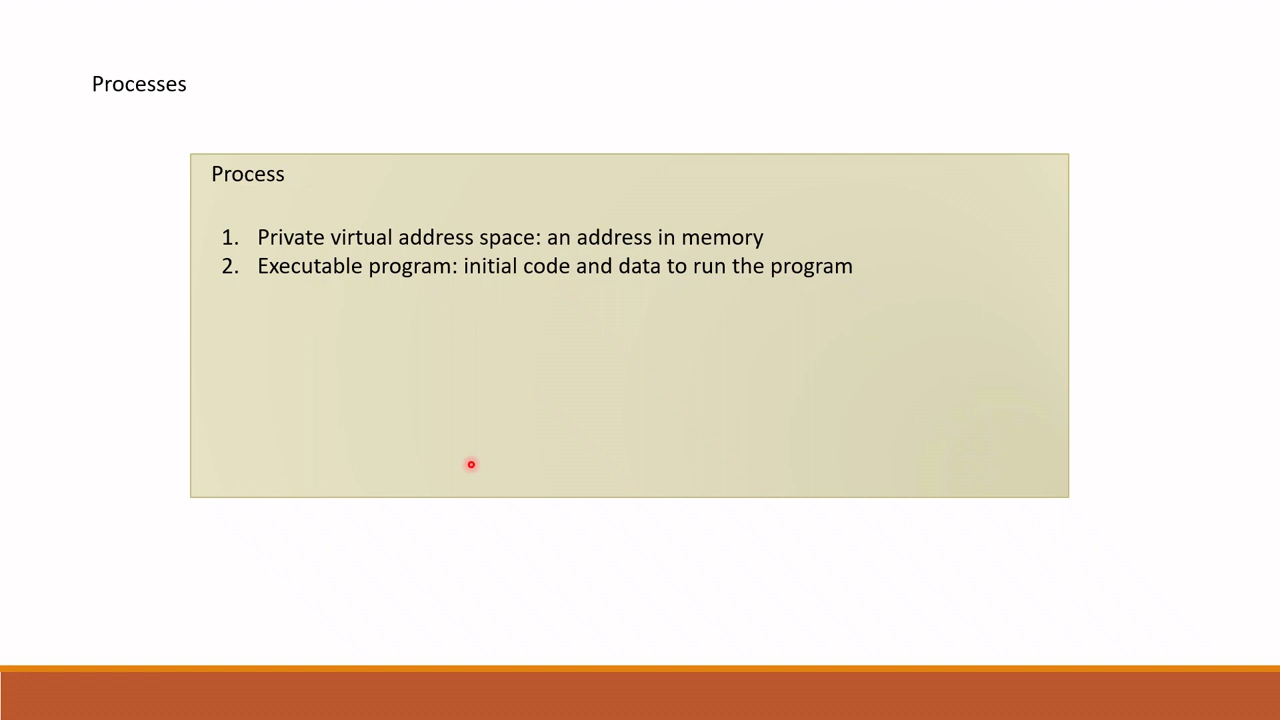 Processes
Process
1. Private virtual address space: an address in memory
2. Executable program: initial code and data to run the program